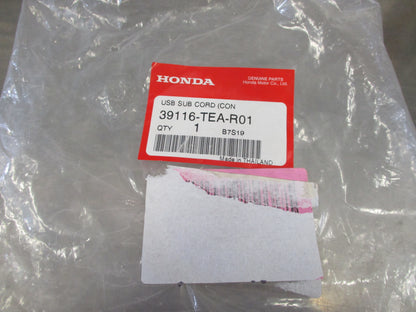 HONDA
GENUINE PARTS
Honda Motor Co., Ltd.
USB SUB CORD (CON
39116-TEA-R01
QTY 1 B7S19
Made in THAILAND